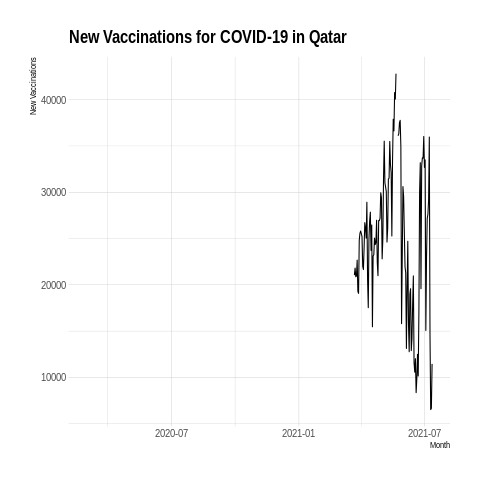 New Vaccinations for COVID-19 in Qatar
New Vaccinations
40000
30000
20000
10000
2020-07
2021-01
2021-07
Month